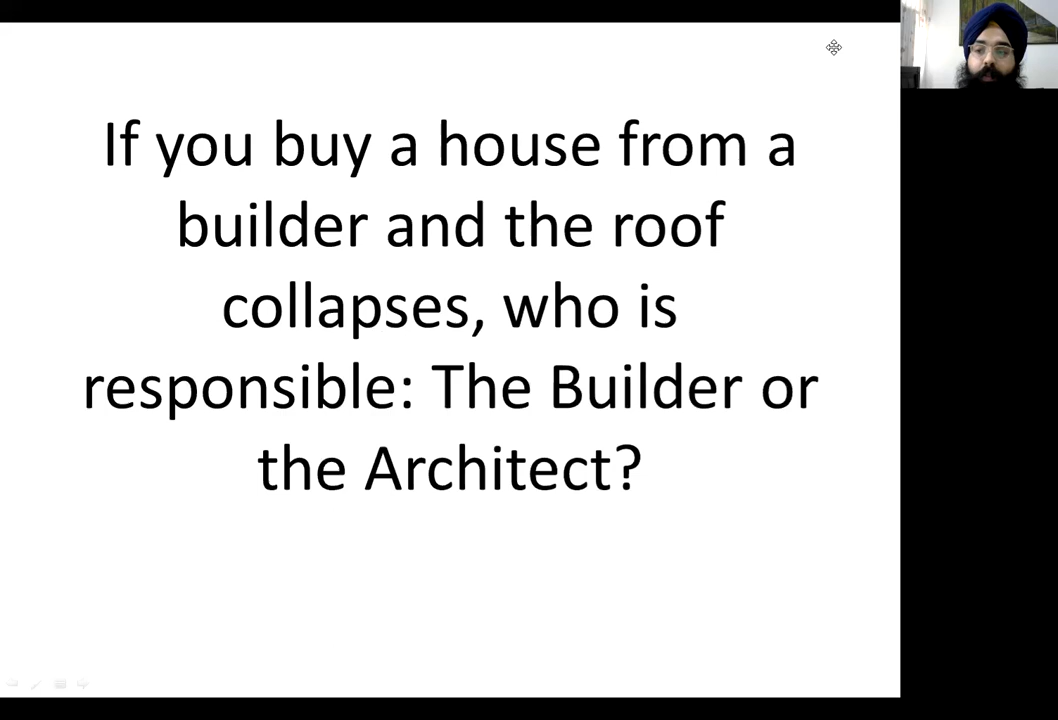 If you buy a house from a
builder and the roof
collapses, who is
responsible: The Builder or
the Architect?